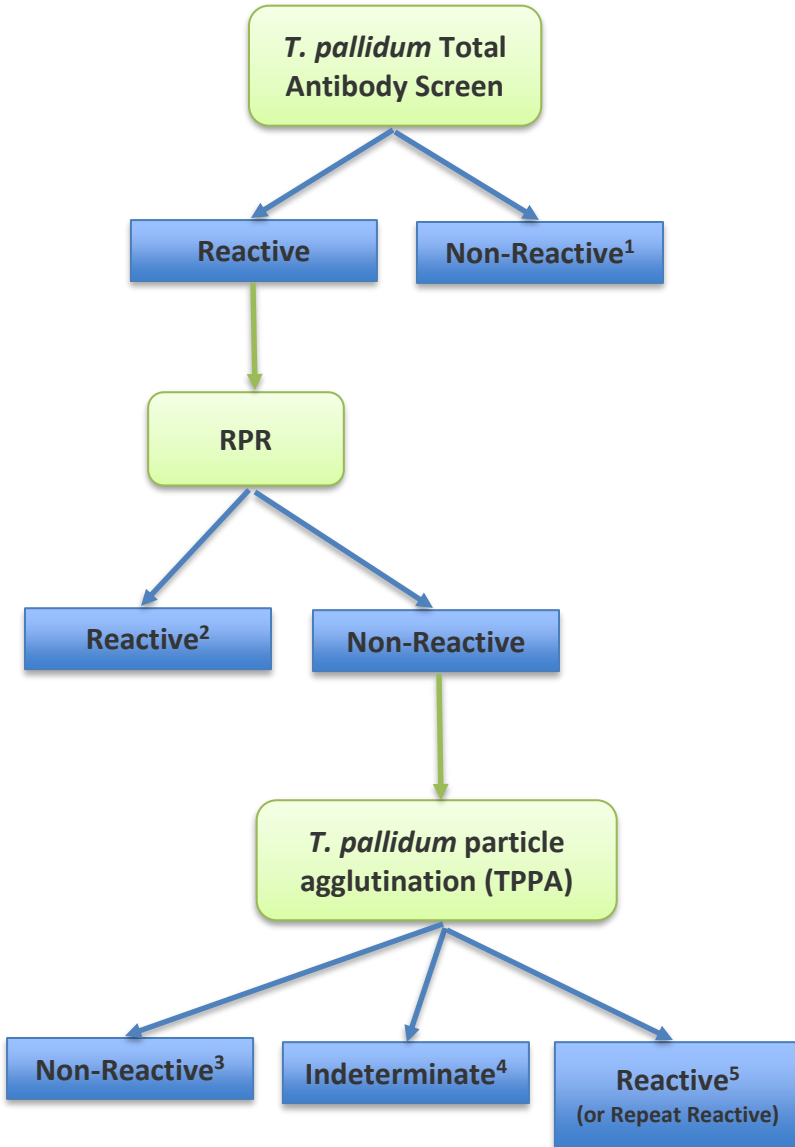 T. pallidum Total
Antibody Screen
Reactive
Non-Reactive¹
RPR
Reactive²
Non-Reactive
T. pallidum particle
agglutination (TPPA)
Non-Reactive³
Indeterminate⁴
Reactive⁵
(or Repeat Reactive)